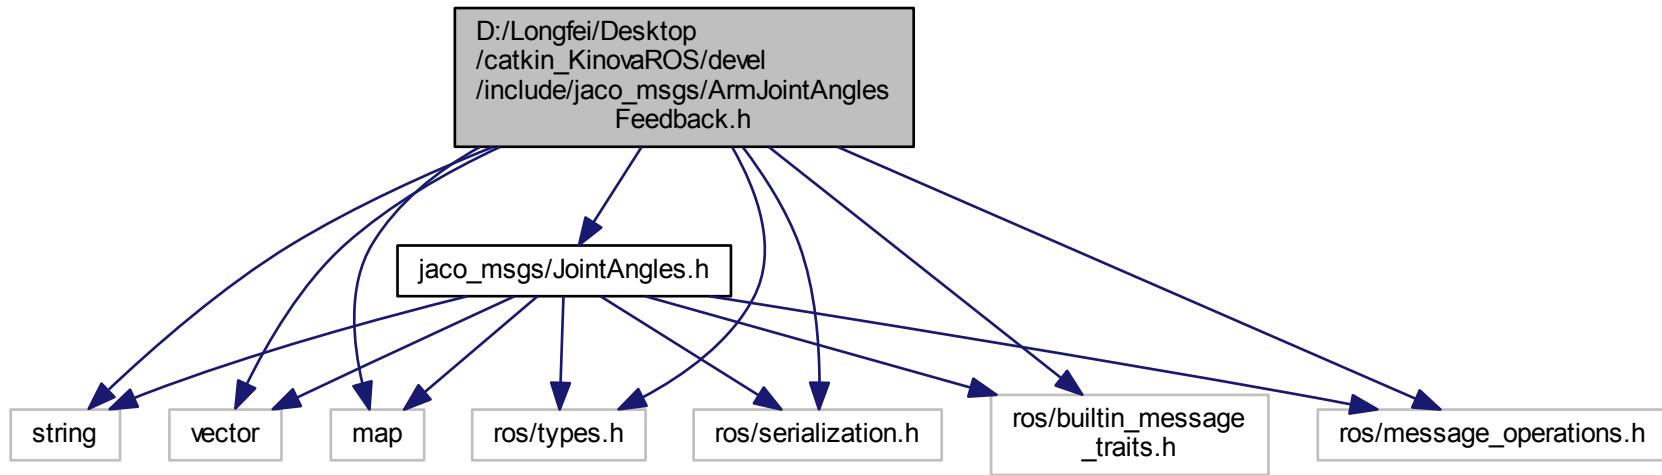 D:/Longfei/Desktop
/catkin_KinovaROS/devel
/include/jaco_msgs/ArmJointAngles
Feedback.h
jaco_msgs/JointAngles.h
string
vector
map
ros/types.h
ros/serialization.h
ros/builtin_message
_traits.h
ros/message_operations.h